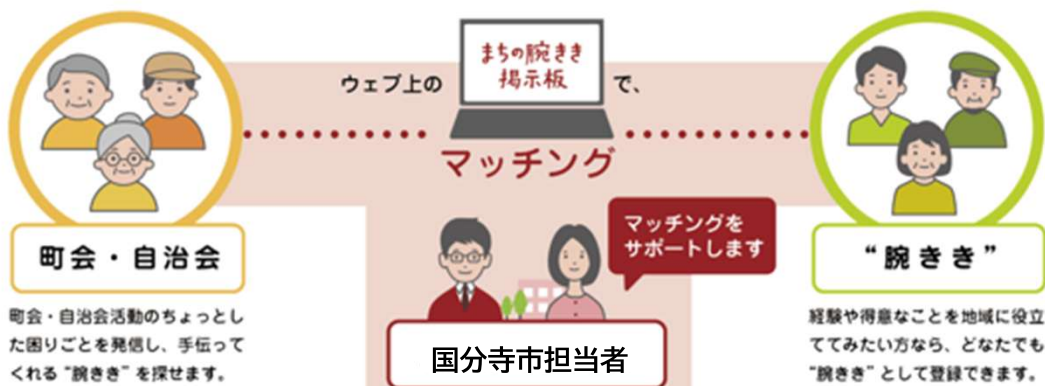 まちの腕きき
掲示板
ウェブ上の
で、
マッチング
マッチングを
サポートします
町会・自治会
町会・自治会活動のちょっとし
た困りごとを発信し、手伝って
くれる “腕きき” を探せます。
国分寺市担当者
“腕きき”
経験や得意なことを地域に役立
ててみたい方なら、どなたでも
“腕きき” として登録できます。